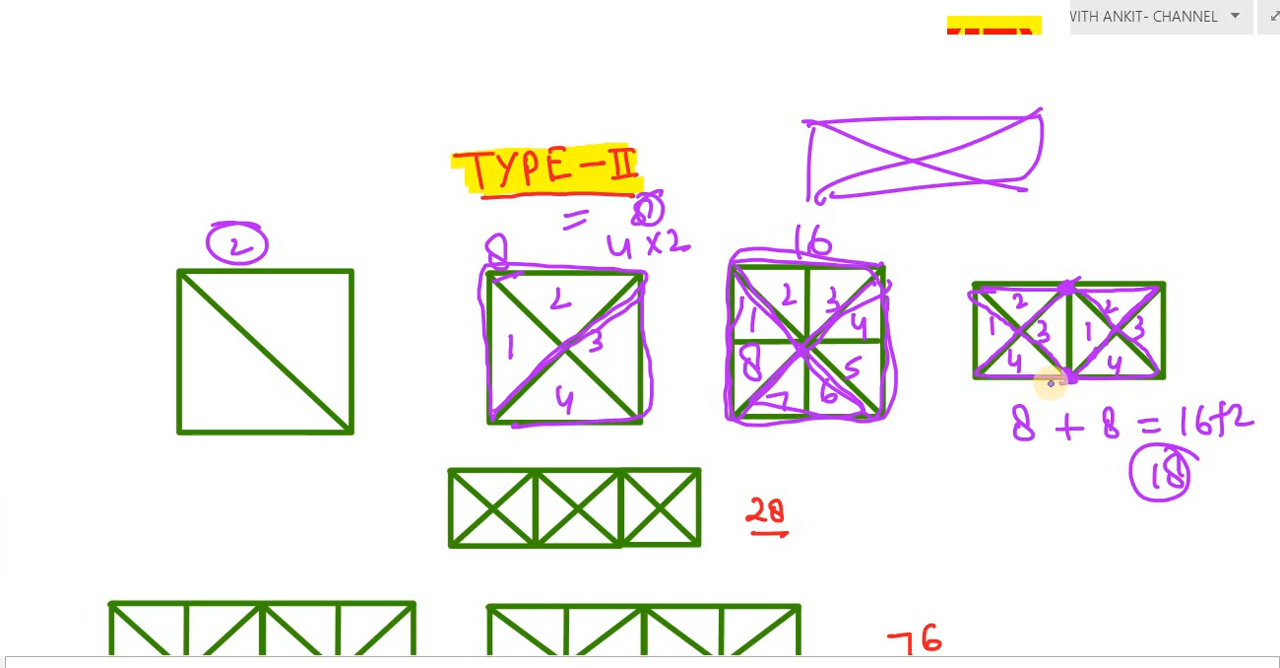 WITH ANKIT- CHANNEL
TYPE-II
= 8
4 x 2
2
8
16
1 2 3 4
1 2 3 4 5 6 7 8
1 2 3 4
1 2 3 4
8 + 8 = 16+2
18
28
76